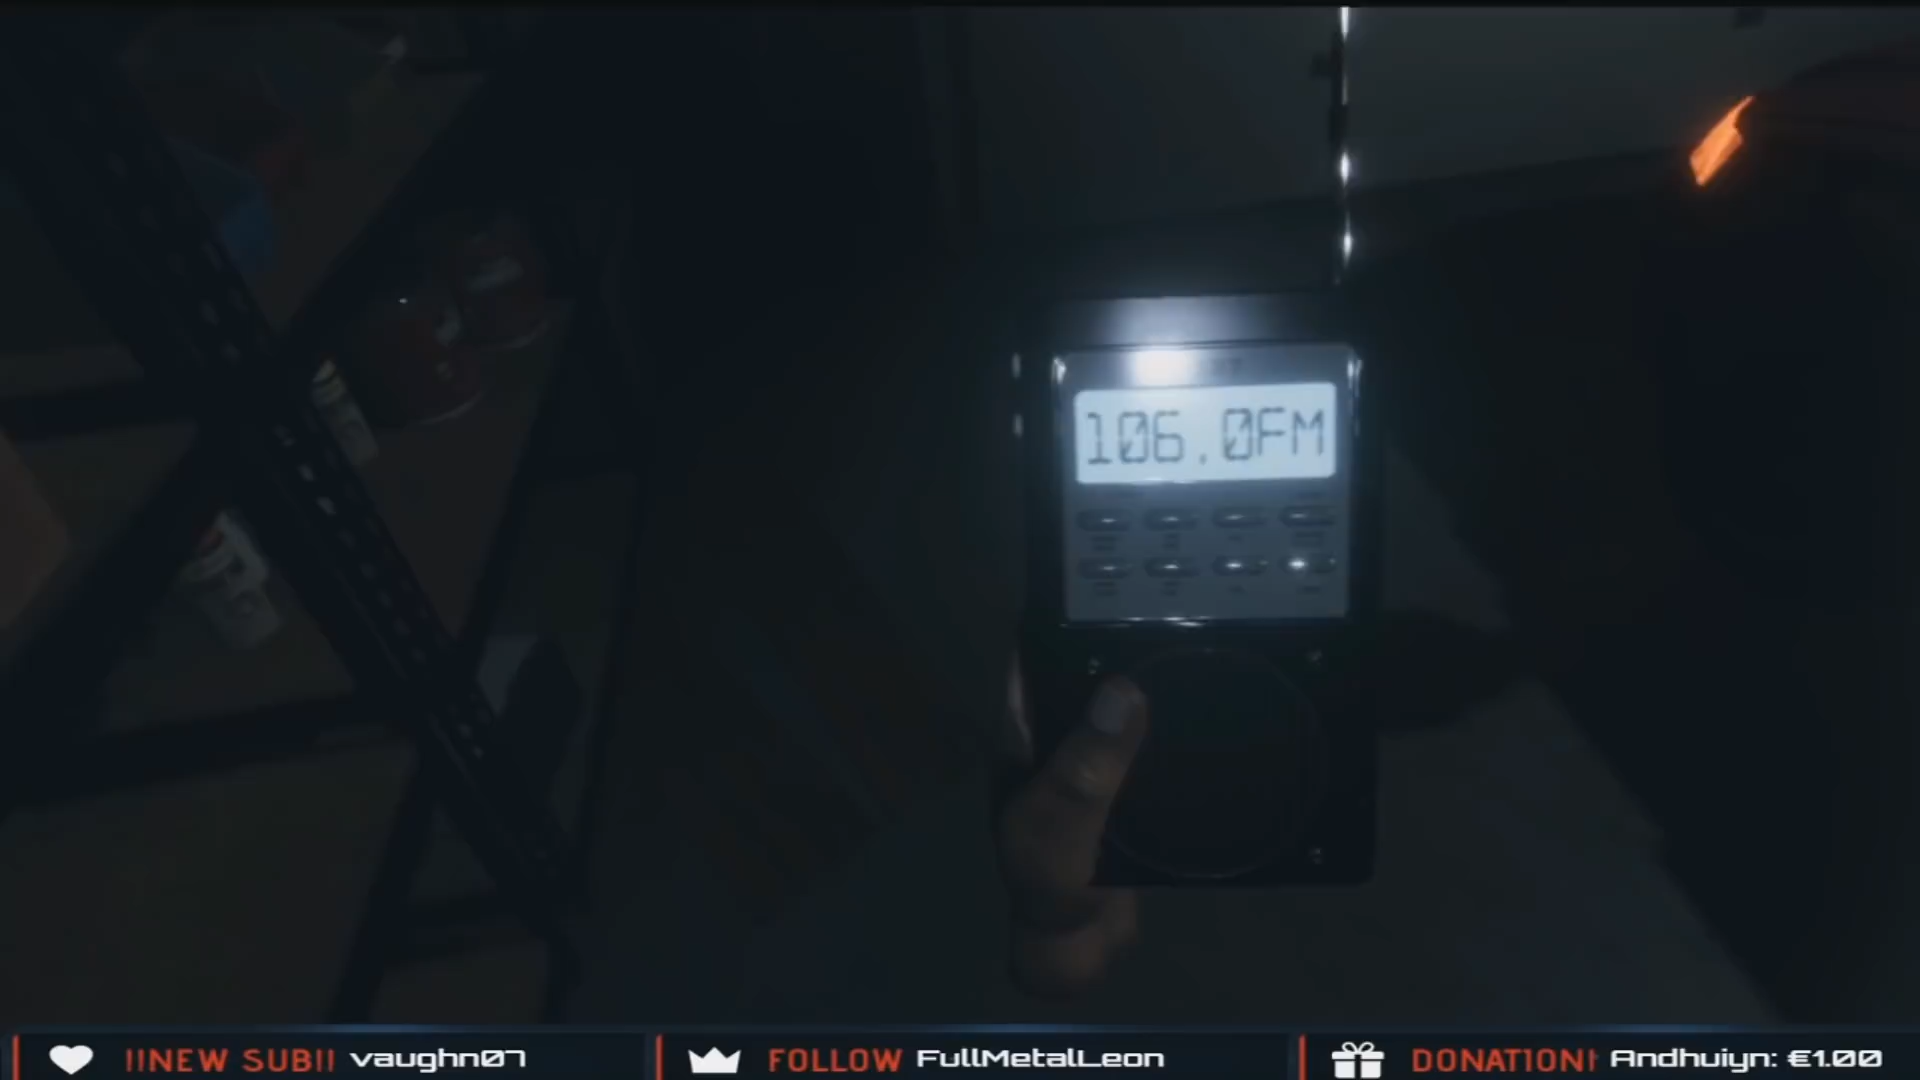 106.0FM
!!NEW SUB!! vaughn07
FOLLOW FullMetalLeon
DONATION! Andhuiyn: €1.00